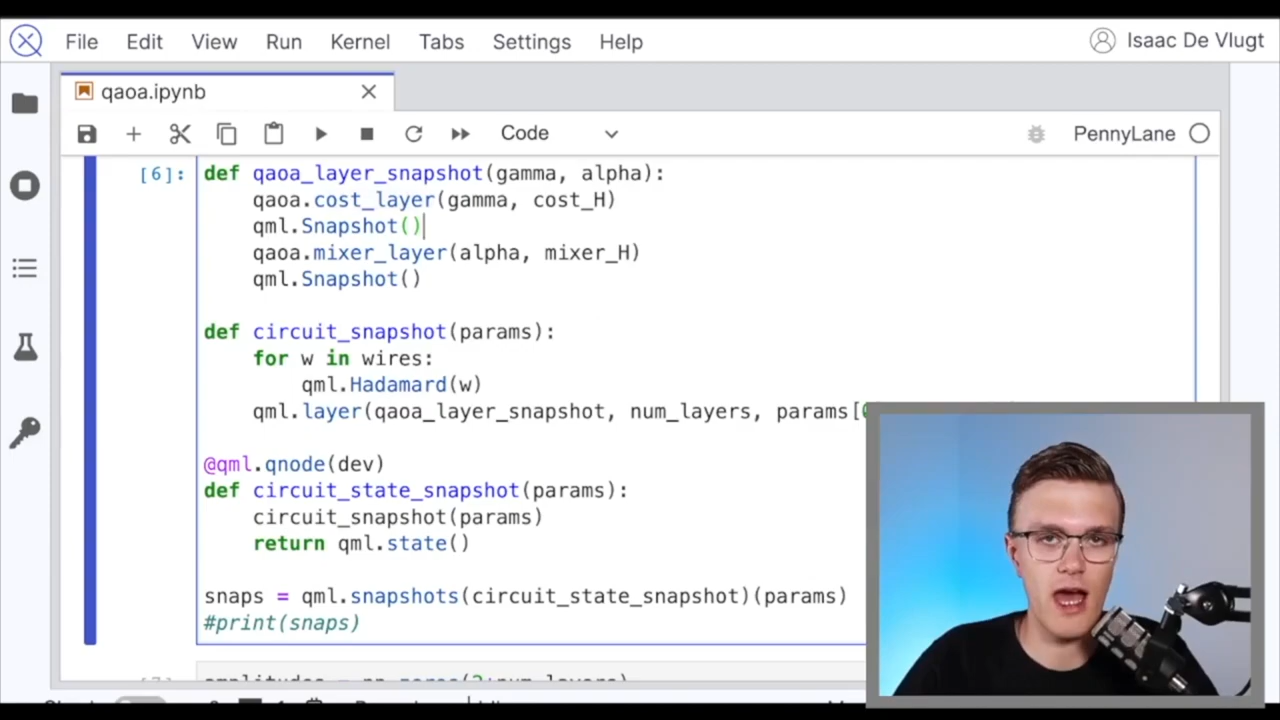 File Edit View Run Kernel Tabs Settings Help Isaac De Vlugt
qaoa.ipynb
Code PennyLane
[6]: def qaoa_layer_snapshot(gamma, alpha):
qaoa.cost_layer(gamma, cost_H)
qml.Snapshot()
qaoa.mixer_layer(alpha, mixer_H)
qml.Snapshot()
def circuit_snapshot(params):
for w in wires:
qml.Hadamard(w)
qml.layer(qaoa_layer_snapshot, num_layers, params[
@qml.qnode(dev)
def circuit_state_snapshot(params):
circuit_snapshot(params)
return qml.state()
snaps = qml.snapshots(circuit_state_snapshot)(params)
#print(snaps)